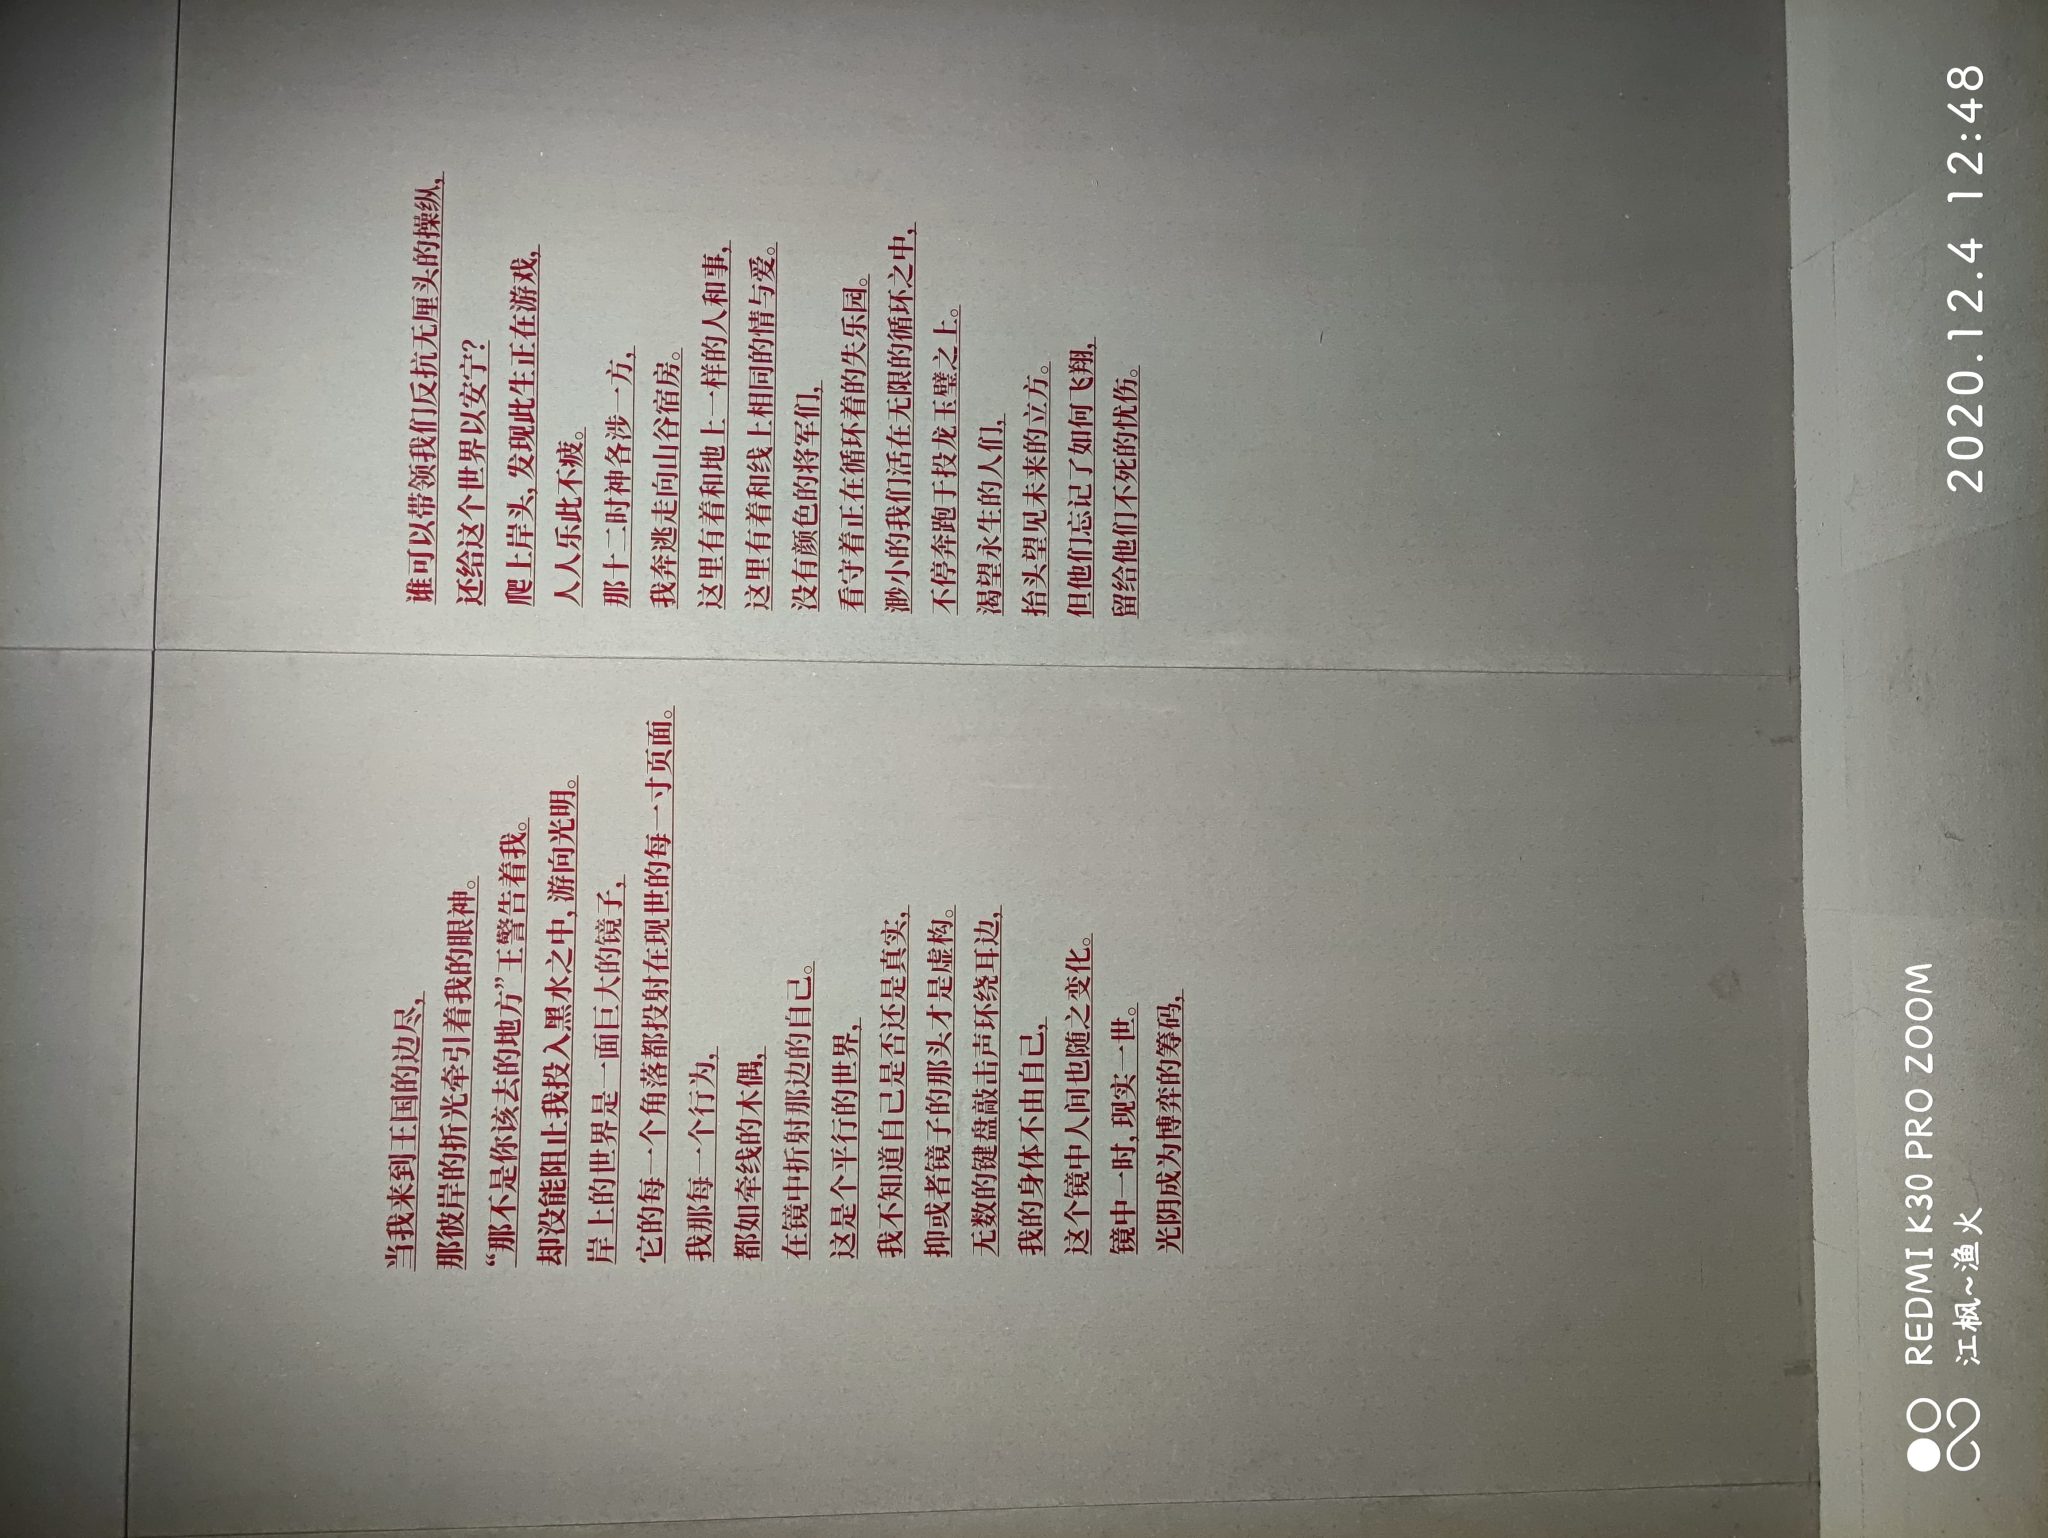 当我来到王国的边尽，
那彼岸的折光牵引着我的眼神。
“那不是你该去的地方”王警告着我。
却没能阻止我投入黑水之中，游向光明。
岸上的世界是一面巨大的镜子，
它的每一个角落都投射在现世的每一寸页面。
我那每一个行为，
都如牵线的木偶，
在镜中折射那边的自己。
这是个平行的世界，
我不知道自己是否还是真实，
抑或者镜子的那头才是虚构。
无数的键盘敲击声环绕耳边，
我的身体不由自己，
这个镜中人间也随之变化。
镜中一时，现实一世。
光阴成为博弈的筹码，
谁可以带领我们反抗无厘头的操纵，
还给这个世界以安宁？
爬上岸头，发现此生正在游戏，
人人乐此不疲。
那十二时神各涉一方，
我奔逃走向山谷宿房。
这里有着和地上一样的人和事，
这里有着和线上相同的情与爱。
没有颜色的将军们，
看守着正在循环着的失乐园。
渺小的我们活在无限的循环之中，
不停奔跑于投龙玉璧之上。
渴望永生的人们，
抬头望见未来的立方。
但他们忘记了如何飞翔，
留给他们不死的忧伤。
REDMI K30 PRO ZOOM
江枫~渔火
2020.12.4 12:48